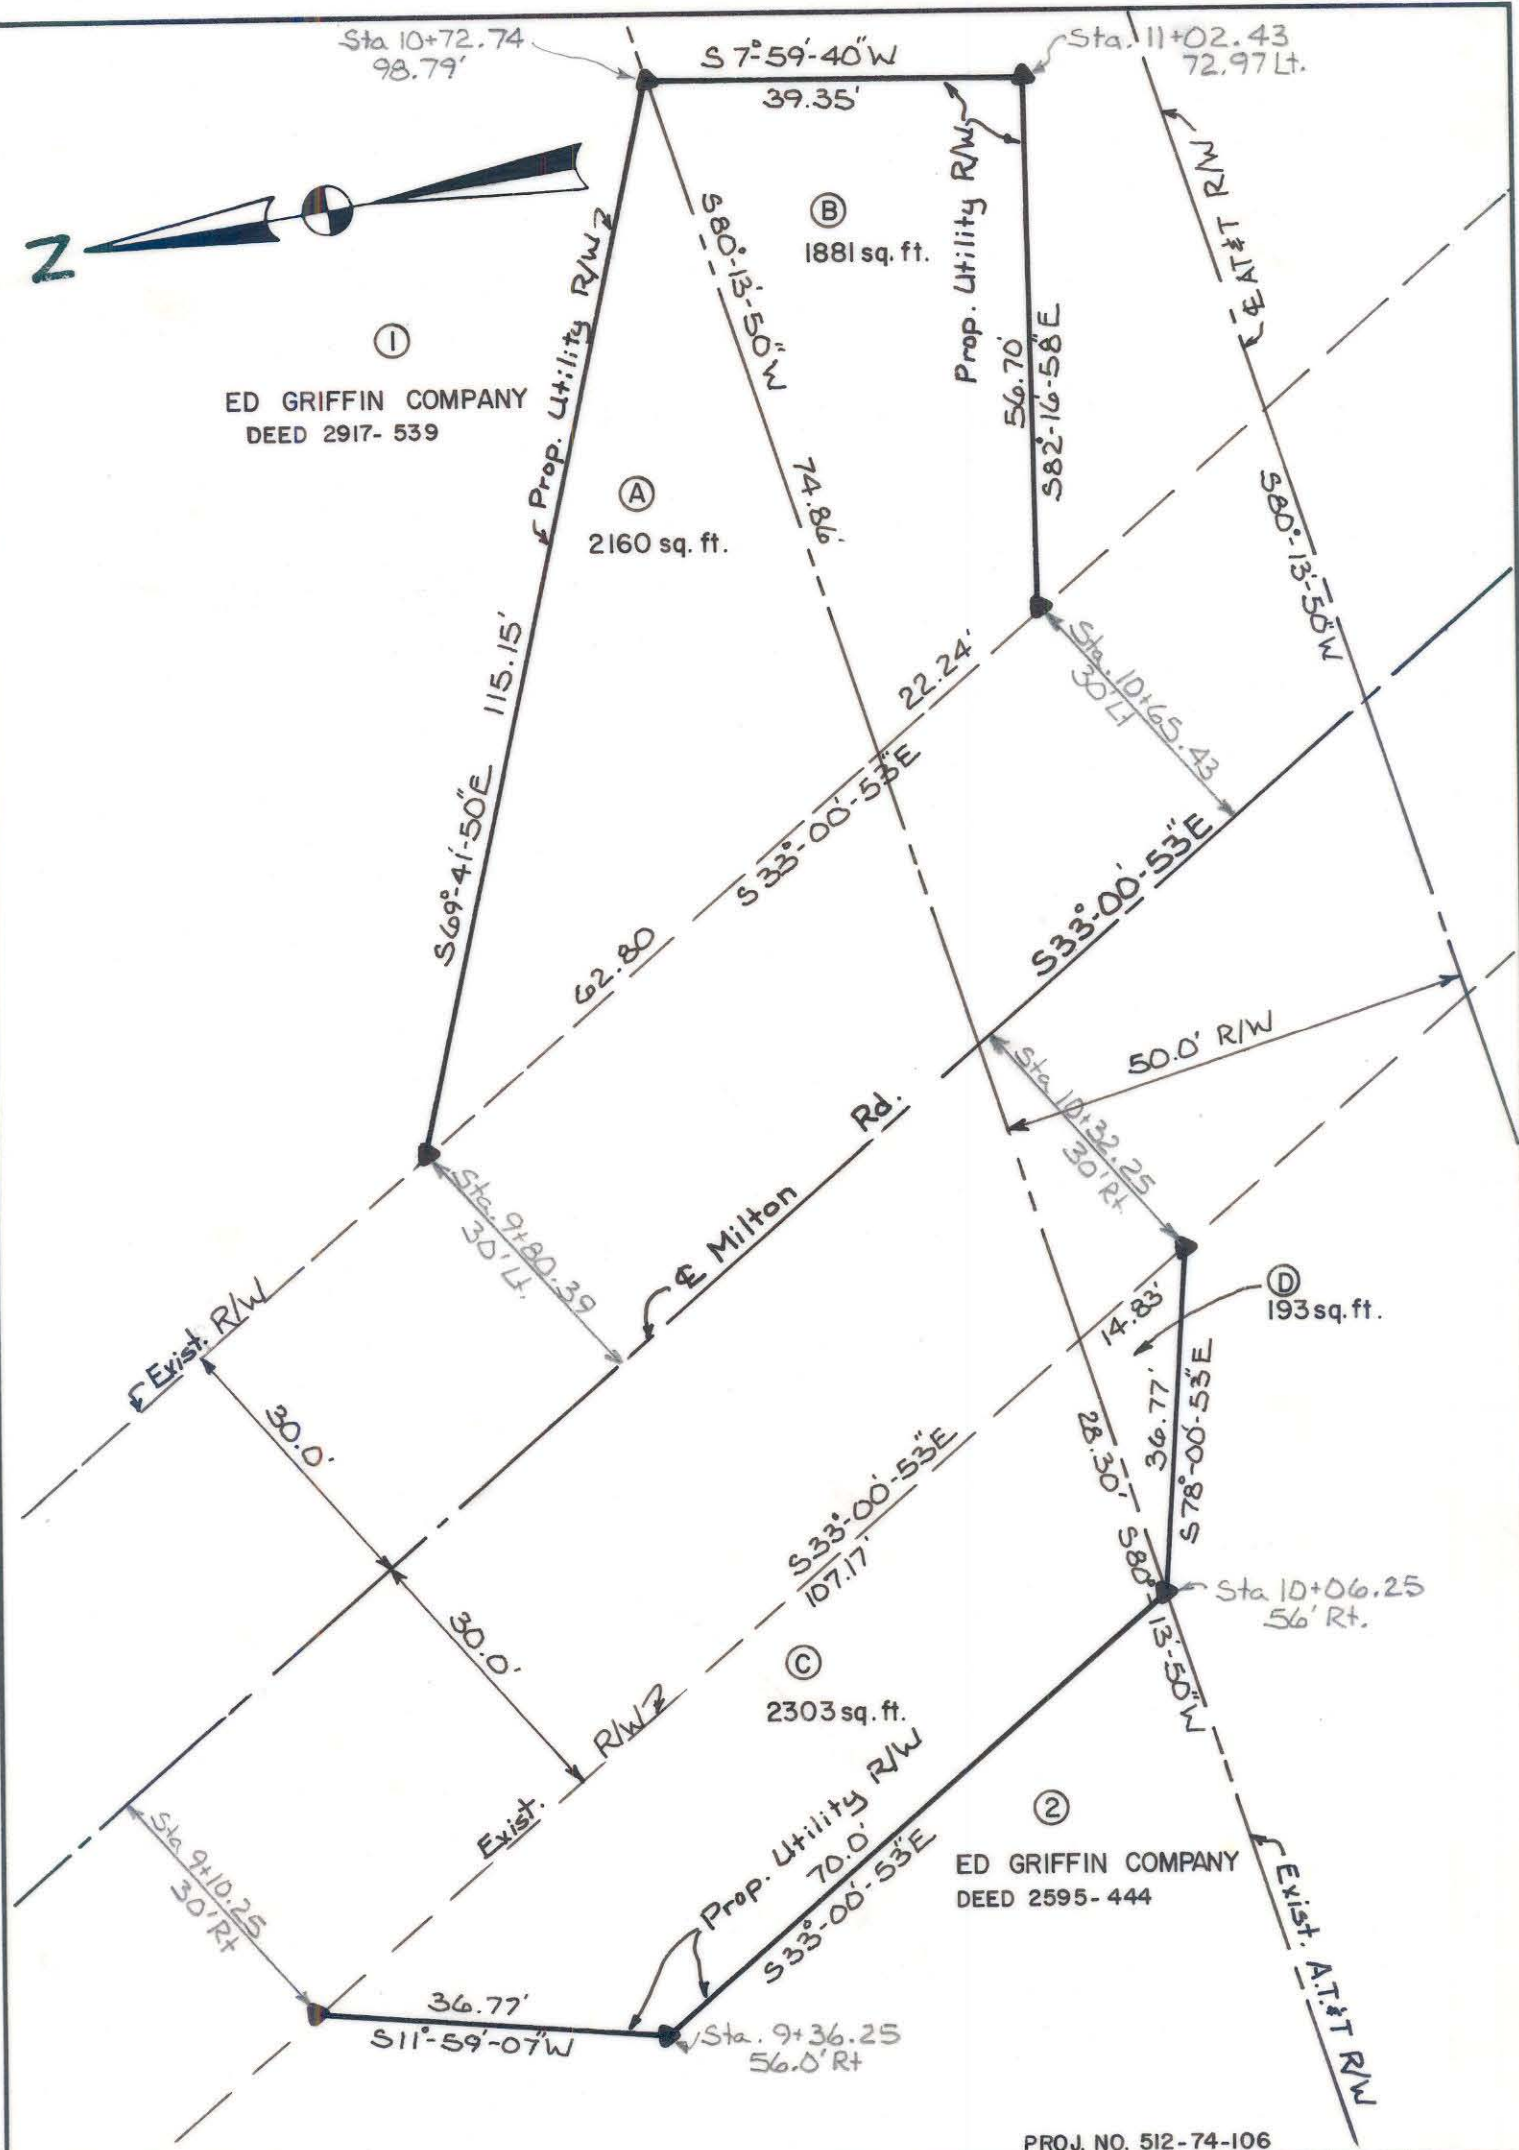 Sta 10+72.74
98.79'
S 7°-59'-40"W
39.35'
Sta. 11+02.43
72.97 Lt.
Z
Prop. Utility R/W
B
1881 sq. ft.
S80°-13'-50"W
Prop. Utility R/W
℄ AT&T R/W
1
ED GRIFFIN COMPANY
DEED 2917-539
56.70'
S82°-16'-58"E
A
2160 sq. ft.
74.86'
S80°-13'-50"W
115.15'
S69°-41'-50"E
22.24'
S33°-00'-53"E
Sta. 10+65.43
30' Lt
62.80
S33°-00'-53"E
50.0' R/W
Sta 10+32.25
30' Rt.
℄ Milton Rd.
Sta. 9+80.39
30' Lt.
Exist. R/W
14.83'
D
193 sq. ft.
30.0'
28.30'
36.77'
S78°-00'-53"E
S33°-00'-53"E
107.17'
S80°-13'-50"W
Sta 10+06.25
56' Rt.
30.0'
C
2303 sq. ft.
Exist. R/W
Prop. Utility R/W
70.0'
S33°-00'-53"E
2
ED GRIFFIN COMPANY
DEED 2595-444
Sta 9+10.25
30' Rt
Exist. A.T.&T R/W
36.77'
S11°-59'-07"W
Sta. 9+36.25
56.0' Rt
PROJ. NO. 512-74-106